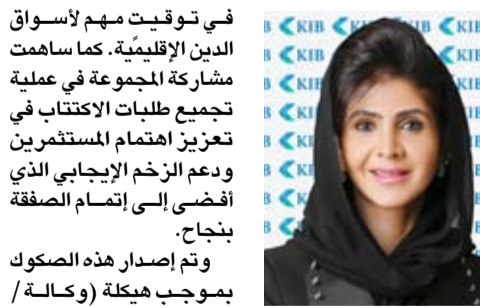 في توقيت مهم لأسواق
الدين الإقليمية. كما ساهمت
مشاركة المجموعة في عملية
تجميع طلبات الاكتتاب في
تعزيز اهتمام المستثمرين
ودعم الزخم الإيجابي الذي
أفضى إلى إتمام الصفقة
بنجاح.
وتم إصدار هذه الصكوك
بموجب هيكلة (وكالة/
KIB